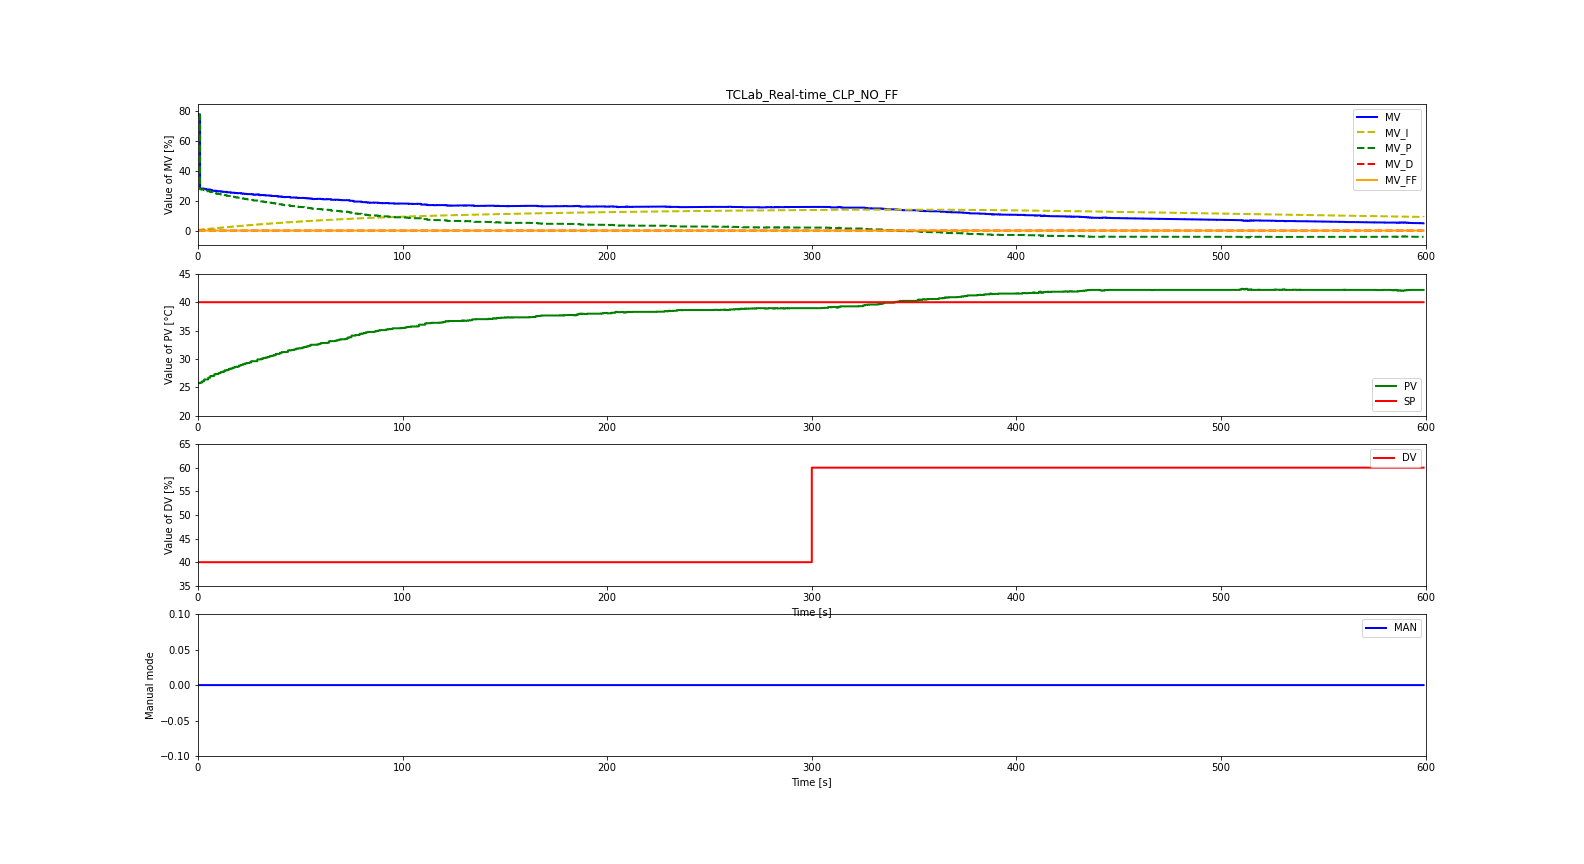 TCLab_Real-time_CLP_NO_FF
Value of MV [%]
80
60
40
20
0
MV
MV_I
MV_P
MV_D
MV_FF
0 100 200 300 400 500 600
Value of PV [°C]
45
40
35
30
25
20
PV
SP
0 100 200 300 400 500 600
Value of DV [%]
65
60
55
50
45
40
35
DV
0 100 200 300 400 500 600
Time [s]
Manual mode
0.10
0.05
0.00
−0.05
−0.10
MAN
0 100 200 300 400 500 600
Time [s]